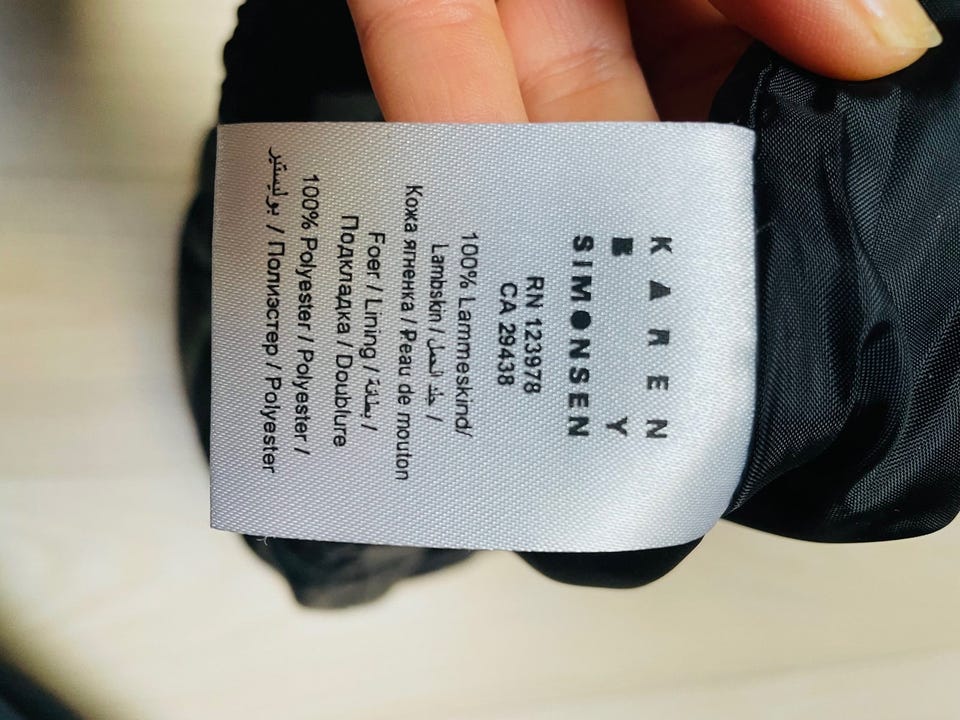 KAREN
BY
SIMONSEN
RN 123978
CA 29438
100% Lammeskind/
Lambskin / جلد الحمل /
Кожа ягненка / Peau de mouton
Foer / Lining / بطانة /
Подкладка / Doublure
100% Polyester / Polyester /
بوليستير / Полиэстер / Polyester